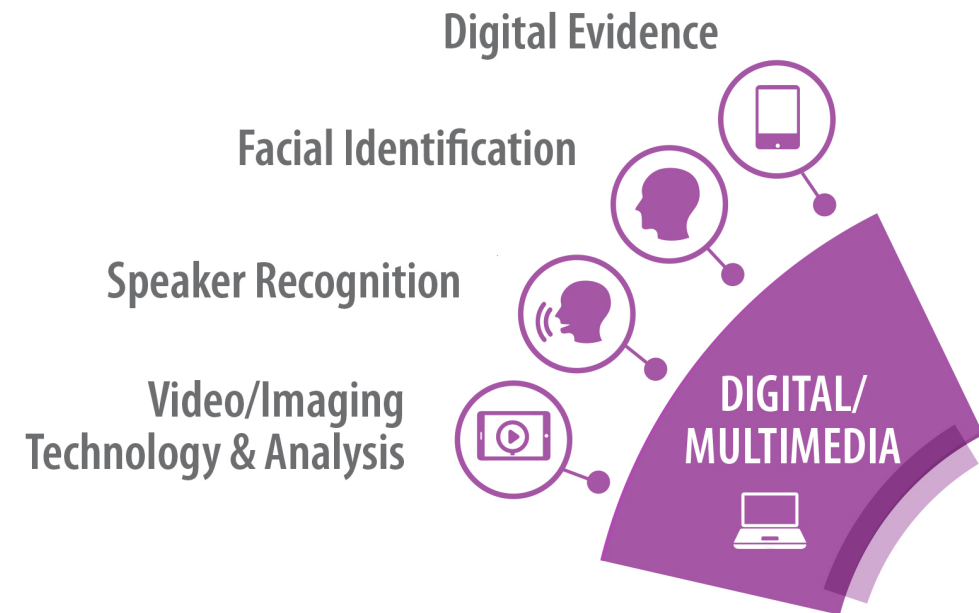 Digital Evidence
Facial Identification
Speaker Recognition
Video/Imaging
Technology & Analysis
DIGITAL/
MULTIMEDIA